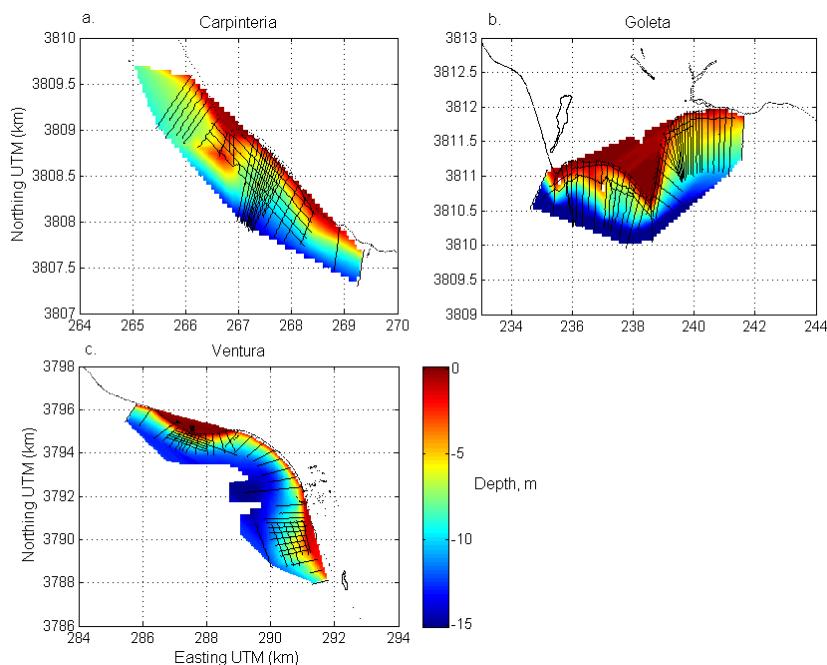 a. Carpinteria
3810
3809.5
3809
3808.5
3808
3807.5
3807
Northing UTM (km)
264 265 266 267 268 269 270
b. Goleta
3813
3812.5
3812
3811.5
3811
3810.5
3810
3809
3809
234 236 238 240 242 244
c. Ventura
3798
3796
3794
3792
3790
3788
3786
Northing UTM (km)
284 286 288 290 292 294
Easting UTM (km)
0
-5
-10
-15
Depth, m